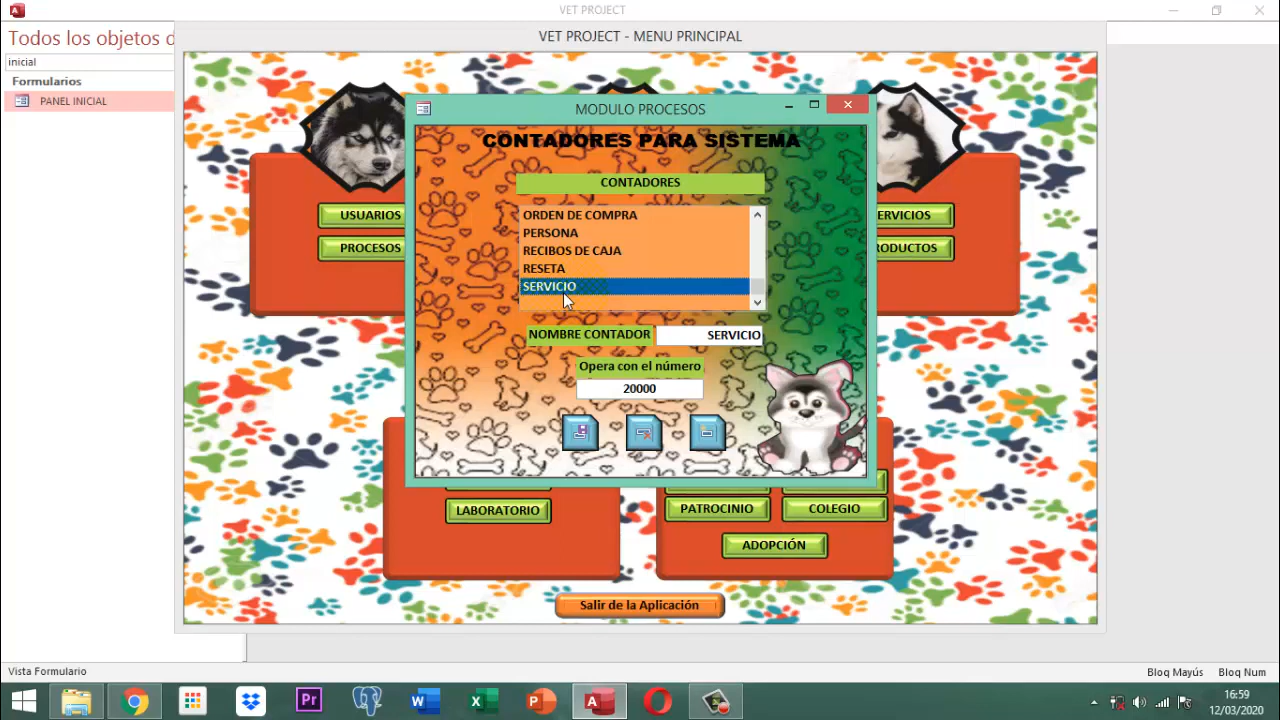 VET PROJECT
Todos los objetos d
inicial
Formularios
PANEL INICIAL
VET PROJECT - MENU PRINCIPAL
MODULO PROCESOS
CONTADORES PARA SISTEMA
CONTADORES
ORDEN DE COMPRA
PERSONA
RECIBOS DE CAJA
RESETA
SERVICIO
NOMBRE CONTADOR
SERVICIO
Opera con el número
20000
USUARIOS
PROCESOS
ERVICIOS
RODUCTOS
LABORATORIO
PATROCINIO
COLEGIO
ADOPCIÓN
Salir de la Aplicación
Vista Formulario
Bloq Mayús
Bloq Num
16:59
12/03/2020